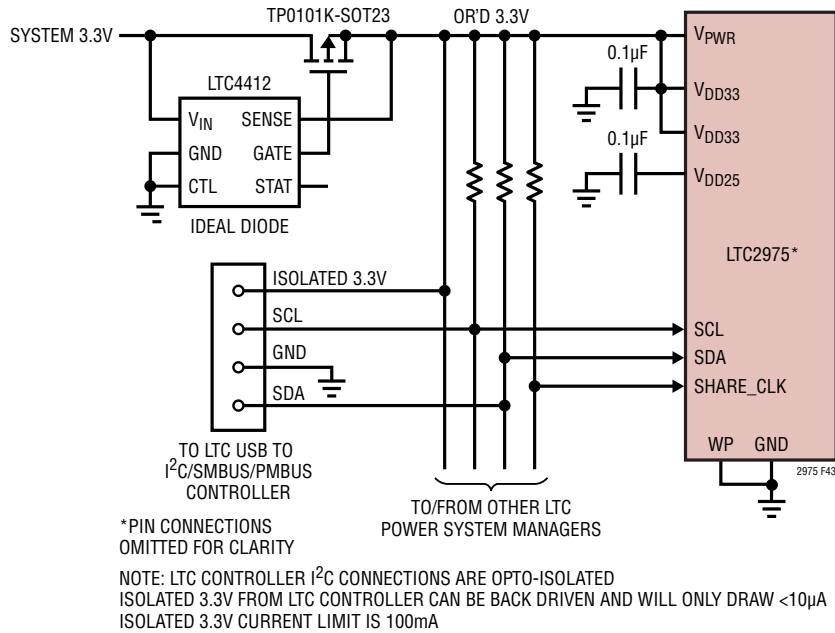 TP0101K-SOT23
OR'D 3.3V
SYSTEM 3.3V
LTC4412
VIN SENSE
GND GATE
CTL STAT
IDEAL DIODE
0.1µF
0.1µF
VPWR
VDD33
VDD33
VDD25
LTC2975*
SCL
SDA
SHARE_CLK
WP GND
2975 F43
ISOLATED 3.3V
SCL
GND
SDA
TO LTC USB TO
I²C/SMBUS/PMBUS
CONTROLLER
TO/FROM OTHER LTC
POWER SYSTEM MANAGERS
*PIN CONNECTIONS
OMITTED FOR CLARITY
NOTE: LTC CONTROLLER I²C CONNECTIONS ARE OPTO-ISOLATED
ISOLATED 3.3V FROM LTC CONTROLLER CAN BE BACK DRIVEN AND WILL ONLY DRAW <10µA
ISOLATED 3.3V CURRENT LIMIT IS 100mA